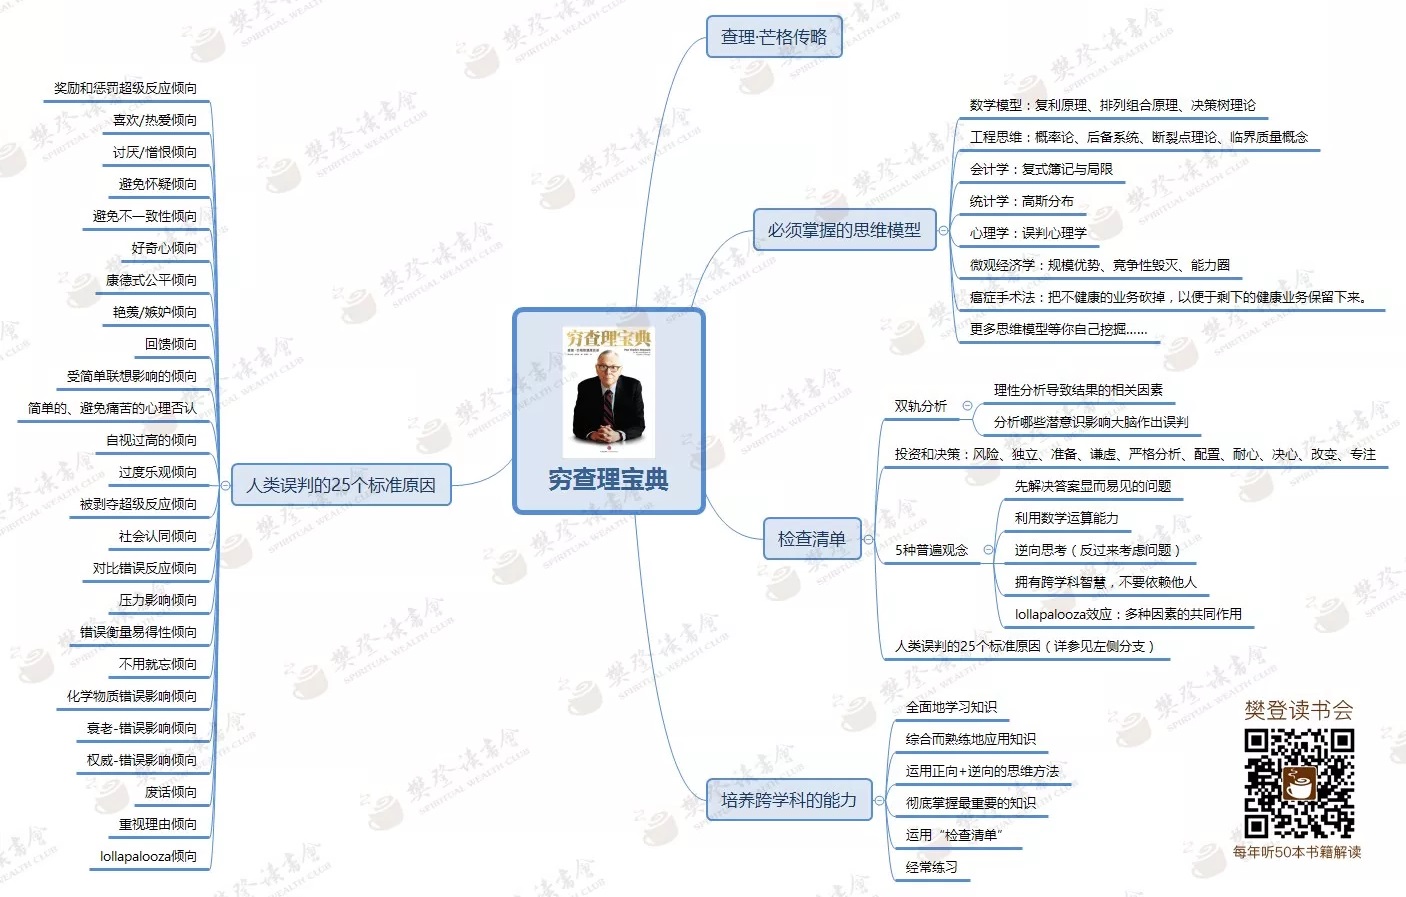 穷查理宝典
穷查理宝典
查理·芒格传略
必须掌握的思维模型
数学模型：复利原理、排列组合原理、决策树理论
工程思维：概率论、后备系统、断裂点理论、临界质量概念
会计学：复式簿记与局限
统计学：高斯分布
心理学：误判心理学
微观经济学：规模优势、竞争性毁灭、能力圈
癌症手术法：把不健康的业务砍掉，以便于剩下的健康业务保留下来。
更多思维模型等你自己挖掘......
检查清单
双轨分析
理性分析导致结果的相关因素
分析哪些潜意识影响大脑作出误判
投资和决策：风险、独立、准备、谦虚、严格分析、配置、耐心、决心、改变、专注
5种普遍观念
先解决答案显而易见的问题
利用数学运算能力
逆向思考（反过来考虑问题）
拥有跨学科智慧，不要依赖他人
lollapalooza效应：多种因素的共同作用
人类误判的25个标准原因（详参见左侧分支）
培养跨学科的能力
全面地学习知识
综合而熟练地应用知识
运用正向+逆向的思维方法
彻底掌握最重要的知识
运用“检查清单”
经常练习
人类误判的25个标准原因
奖励和惩罚超级反应倾向
喜欢/热爱倾向
讨厌/憎恨倾向
避免怀疑倾向
避免不一致性倾向
好奇心倾向
康德式公平倾向
艳羡/嫉妒倾向
回馈倾向
受简单联想影响的倾向
简单的、避免痛苦的心理否认
自视过高的倾向
过度乐观倾向
被剥夺超级反应倾向
社会认同倾向
对比错误反应倾向
压力影响倾向
错误衡量易得性倾向
不用就忘倾向
化学物质错误影响倾向
衰老-错误影响倾向
权威-错误影响倾向
废话倾向
重视理由倾向
lollapalooza倾向
樊登读书会
每年听50本书籍解读
樊登读书会
SPIRITUAL WEALTH CLUB